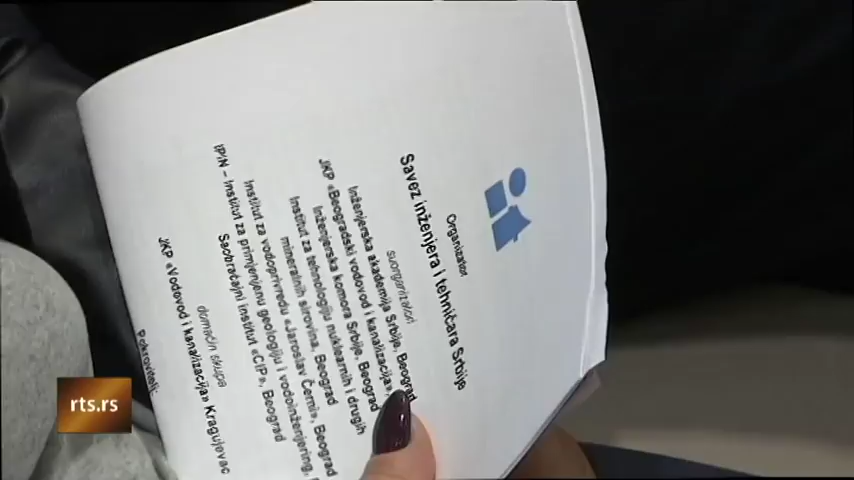 Organizator
Savez inženjera i tehničara Srbije
suorganizatori
Inženjerska akademija Srbije, Beograd
JKP »Beogradski vodovod i kanalizacija«,
Inženjerska komora Srbije, Beograd
Institut za tehnologiju nuklearnih i drugih
mineralnih sirovina, Beograd
Institut za vodoprivredu »Jaroslav Černi«, Beograd
IPIN – Institut za primjenjenu geologiju i vodoinženjering,
Saobraćajni institut »CIP«, Beograd
domaćin skupa
JKP »Vodovod i kanalizacija« Kragujevac
Pokrovitelj:
rts.rs